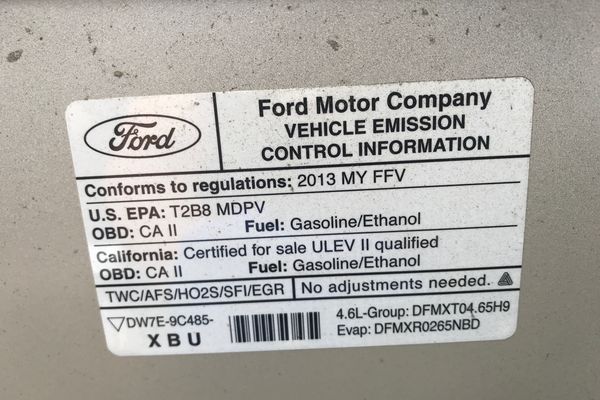 Ford
Ford Motor Company
VEHICLE EMISSION
CONTROL INFORMATION
Conforms to regulations: 2013 MY FFV
U.S. EPA: T2B8 MDPV
OBD: CA II Fuel: Gasoline/Ethanol
California: Certified for sale ULEV II qualified
OBD: CA II Fuel: Gasoline/Ethanol
TWC/AFS/HO2S/SFI/EGR No adjustments needed.
DW7E-9C485-
XBU
4.6L-Group: DFMXT04.65H9
Evap: DFMXR0265NBD